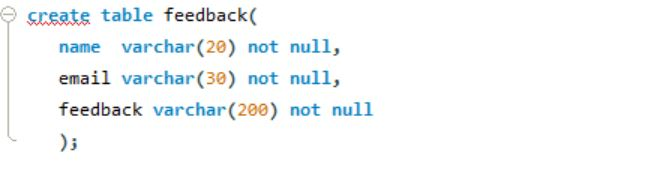 create table feedback(
name varchar(20) not null,
email varchar(30) not null,
feedback varchar(200) not null
);